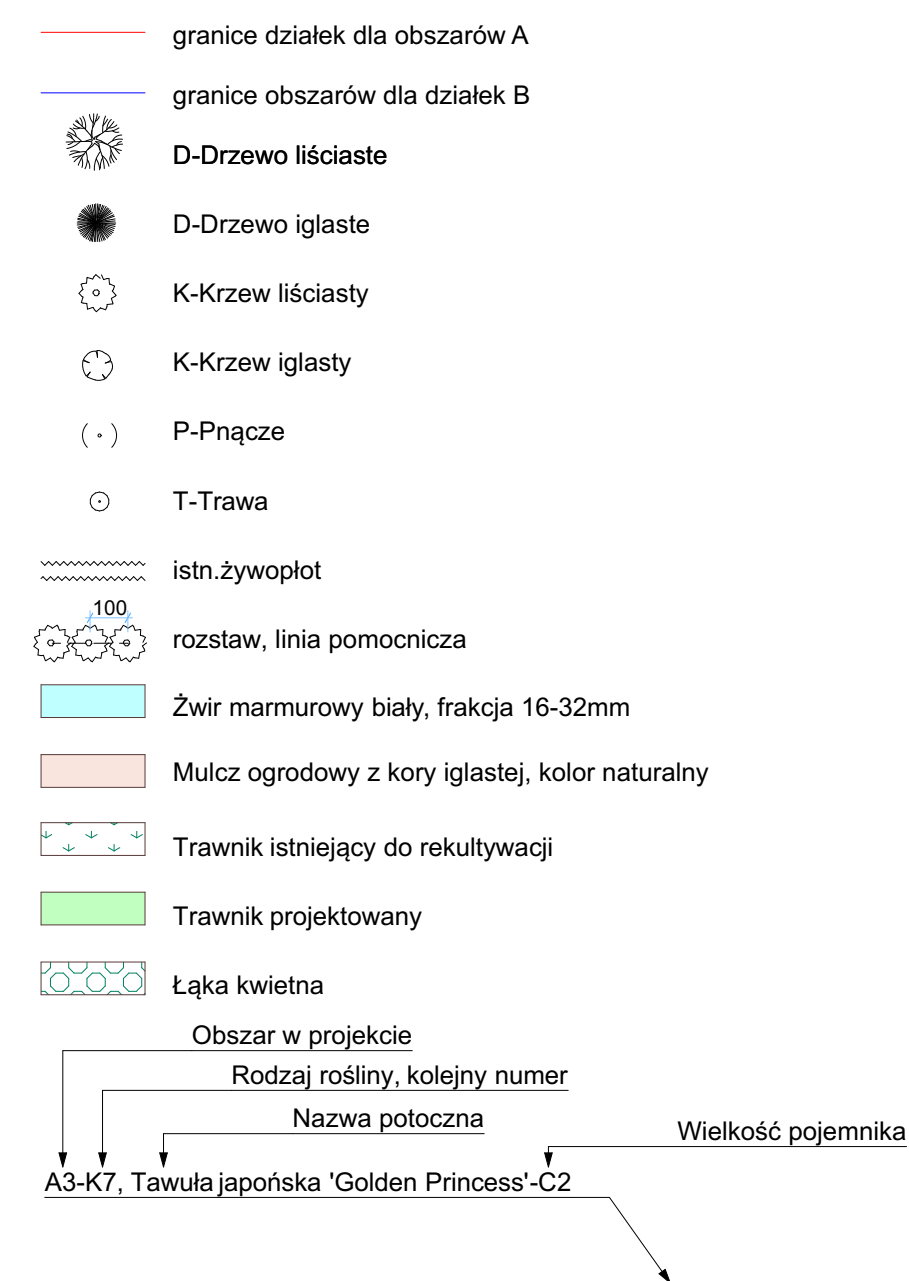 granice działek dla obszarów A
granice obszarów dla działek B
D-Drzewo liściaste
D-Drzewo iglaste
K-Krzew liściasty
K-Krzew iglasty
P-Pnącze
T-Trawa
istn.żywopłot
100
rozstaw, linia pomocnicza
Żwir marmurowy biały, frakcja 16-32mm
Mulcz ogrodowy z kory iglastej, kolor naturalny
Trawnik istniejący do rekultywacji
Trawnik projektowany
Łąka kwietna
Obszar w projekcie
Rodzaj rośliny, kolejny numer
Nazwa potoczna
Wielkość pojemnika
A3-K7, Tawuła japońska 'Golden Princess'-C2